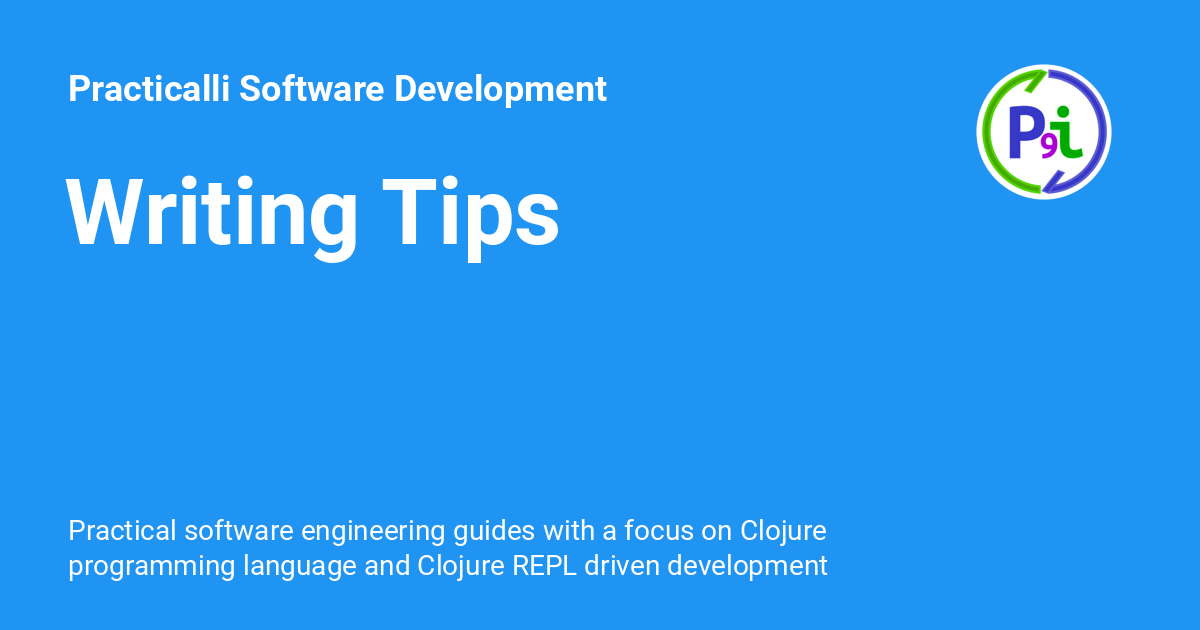 Practicalli Software Development
P9i
Writing Tips
Practical software engineering guides with a focus on Clojure
programming language and Clojure REPL driven development